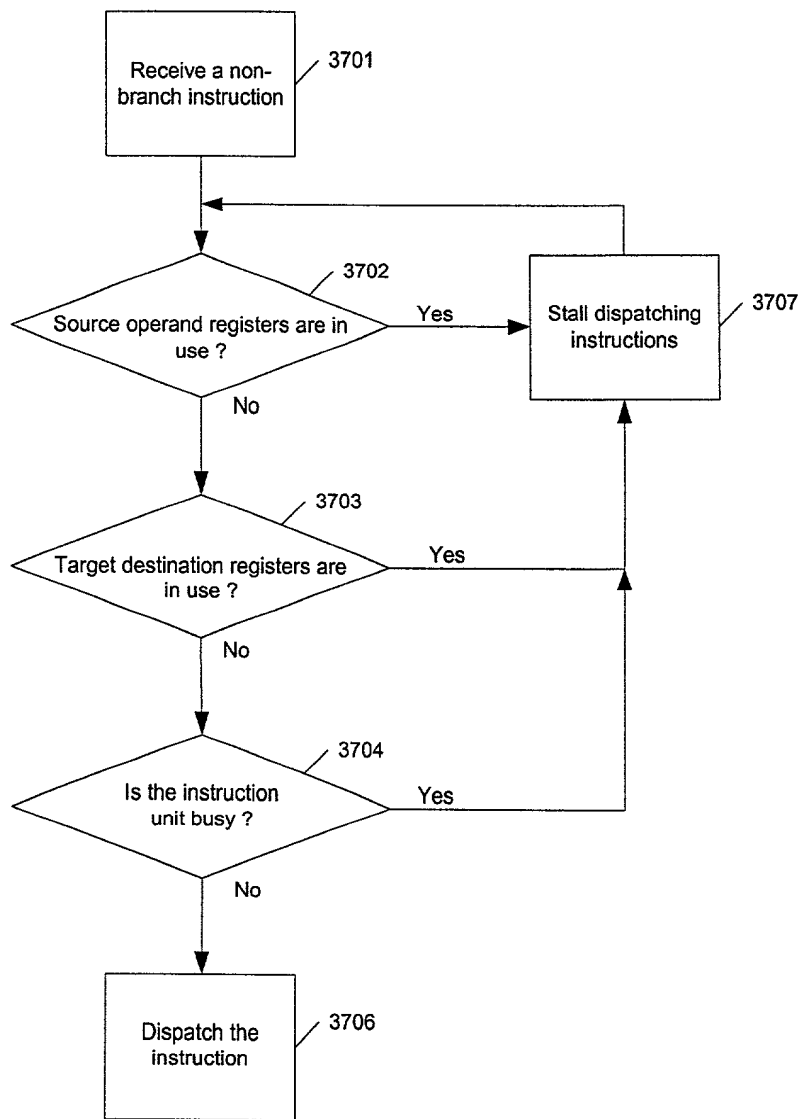 Receive a non-
branch instruction
3701
3702
Source operand registers are in
use ?
Yes
Stall dispatching
instructions
3707
No
3703
Target destination registers are
in use ?
Yes
No
3704
Is the instruction
unit busy ?
Yes
No
Dispatch the
instruction
3706